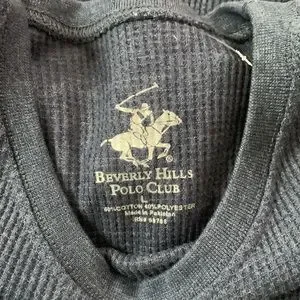 BEVERLY HILLS
POLO CLUB
L
60%COTTON 40%POLYESTER
Made in Pakistan